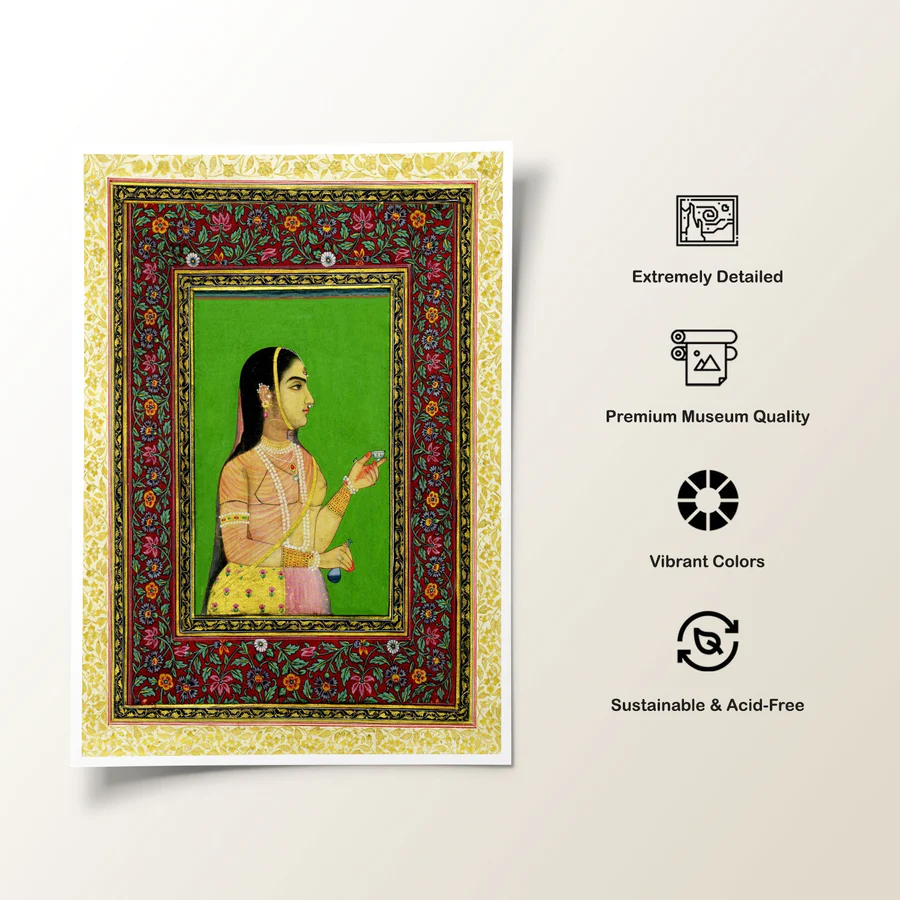 Extremely Detailed
Premium Museum Quality
Vibrant Colors
Sustainable & Acid-Free